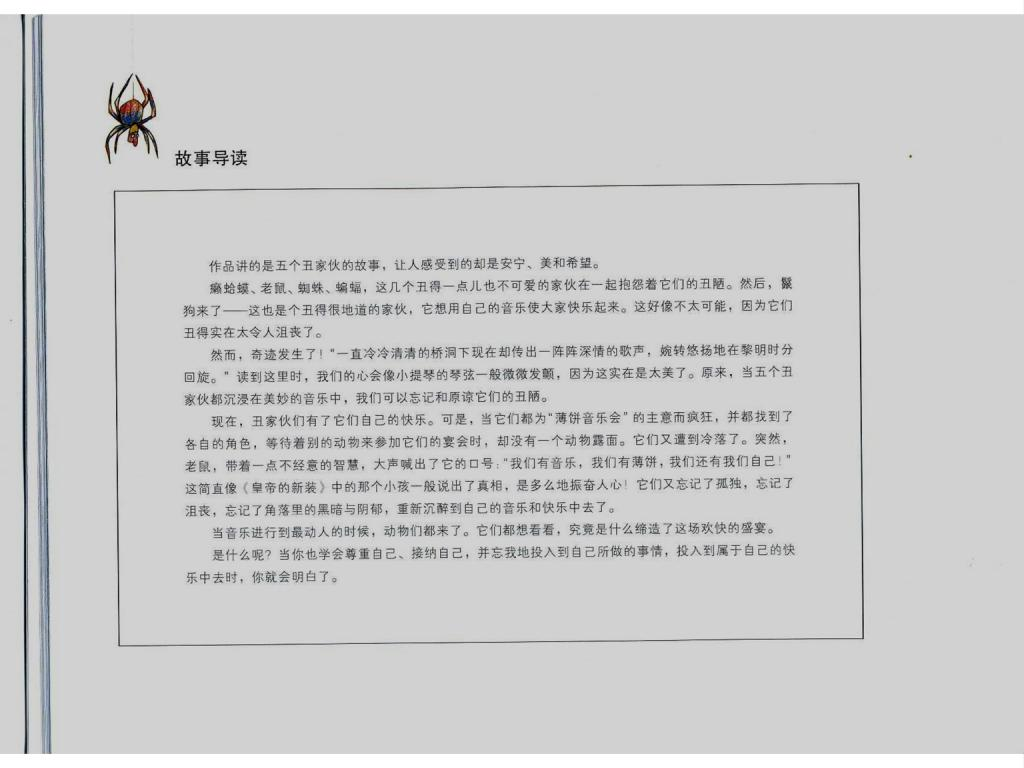 故事导读
作品讲的是五个丑家伙的故事，让人感受到的却是安宁、美和希望。
癞蛤蟆、老鼠、蜘蛛、蝙蝠，这几个丑得一点儿也不可爱的家伙在一起抱怨着它们的丑陋。然后，鬣
狗来了——这也是个丑得很地道的家伙，它想用自己的音乐使大家快乐起来。这好像不太可能，因为它们
丑得实在太令人沮丧了。
然而，奇迹发生了！“一直冷冷清清的桥洞下现在却传出一阵阵深情的歌声，婉转悠扬地在黎明时分
回旋。”读到这里时，我们的心会像小提琴的琴弦一般微微发颤，因为这实在是太美了。原来，当五个丑
家伙都沉浸在美妙的音乐中，我们可以忘记和原谅它们的丑陋。
现在，丑家伙们有了它们自己的快乐。可是，当它们都为“薄饼音乐会”的主意而疯狂，并都找到了
各自的角色，等待着别的动物来参加它们的宴会时，却没有一个动物露面。它们又遭到冷落了。突然，
老鼠，带着一点不经意的智慧，大声喊出了它的口号：“我们有音乐，我们有薄饼，我们还有我们自己！”
这简直像《皇帝的新装》中的那个小孩一般说出了真相，是多么地振奋人心！它们又忘记了孤独，忘记了
沮丧，忘记了角落里的黑暗与阴郁，重新沉醉到自己的音乐和快乐中去了。
当音乐进行到最动人的时候，动物们都来了。它们都想看看，究竟是什么缔造了这场欢快的盛宴。
是什么呢？当你也学会尊重自己、接纳自己，并忘我地投入到自己所做的事情，投入到属于自己的快
乐中去时，你就会明白了。